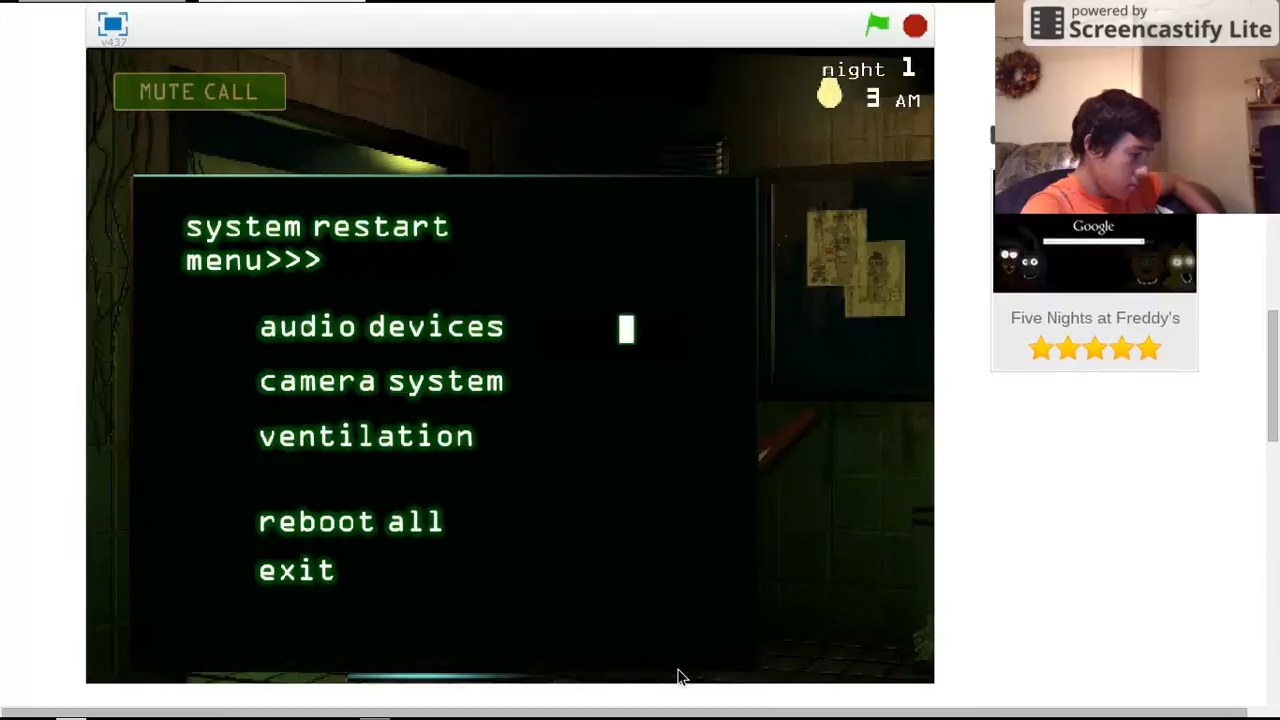 powered by
Screencastify Lite
v437
MUTE CALL
night 1
3 AM
system restart
menu>>>
audio devices
camera system
ventilation
reboot all
exit
Google
Five Nights at Freddy's